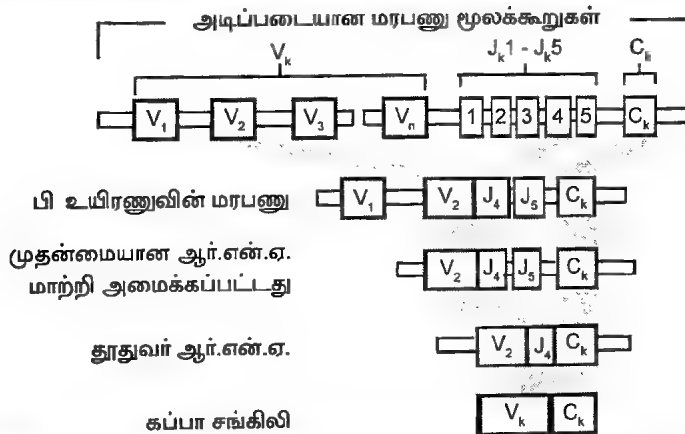 அடிப்படையான மரபணு மூலக்கூறுகள்
Vk Jk1 - Jk5 Ck
V1 V2 V3 Vn 1 2 3 4 5 Ck
பி உயிரணுவின் மரபணு V1 V2 J4 J5 Ck
முதன்மையான ஆர்.என்.ஏ.
மாற்றி அமைக்கப்பட்டது V2 J4 J5 Ck
தூதுவர் ஆர்.என்.ஏ. V2 J4 Ck
கப்பா சங்கிலி Vk Ck